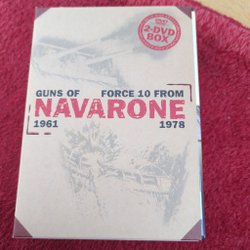 2-DVD
BOX
GUNS OF FORCE 10 FROM
NAVARONE
1961 1978